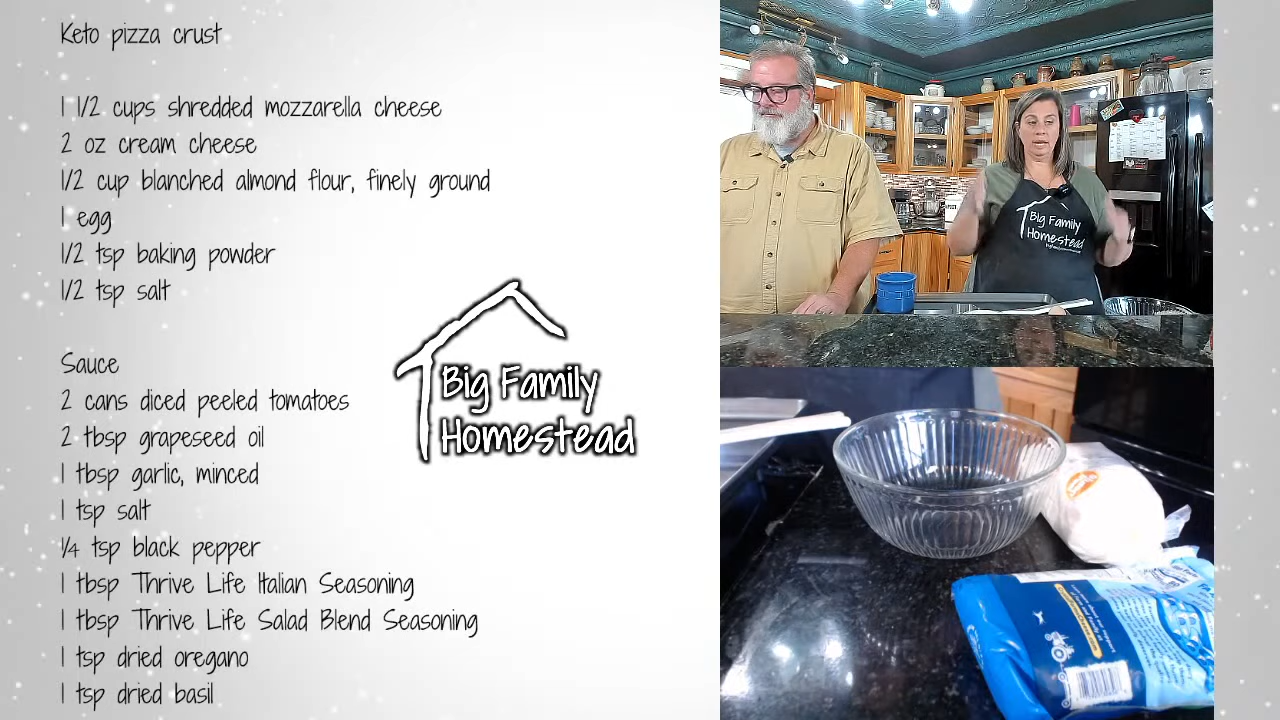 Keto pizza crust
1 1/2 cups shredded mozzarella cheese
2 oz cream cheese
1/2 cup blanched almond flour, finely ground
1 egg
1/2 tsp baking powder
1/2 tsp salt
Sauce
2 cans diced peeled tomatoes
2 tbsp grapeseed oil
1 tbsp garlic, minced
1 tsp salt
1/4 tsp black pepper
1 tbsp Thrive Life Italian Seasoning
1 tbsp Thrive Life Salad Blend Seasoning
1 tsp dried oregano
1 tsp dried basil
Big Family
Homestead
Big Family
Homestead